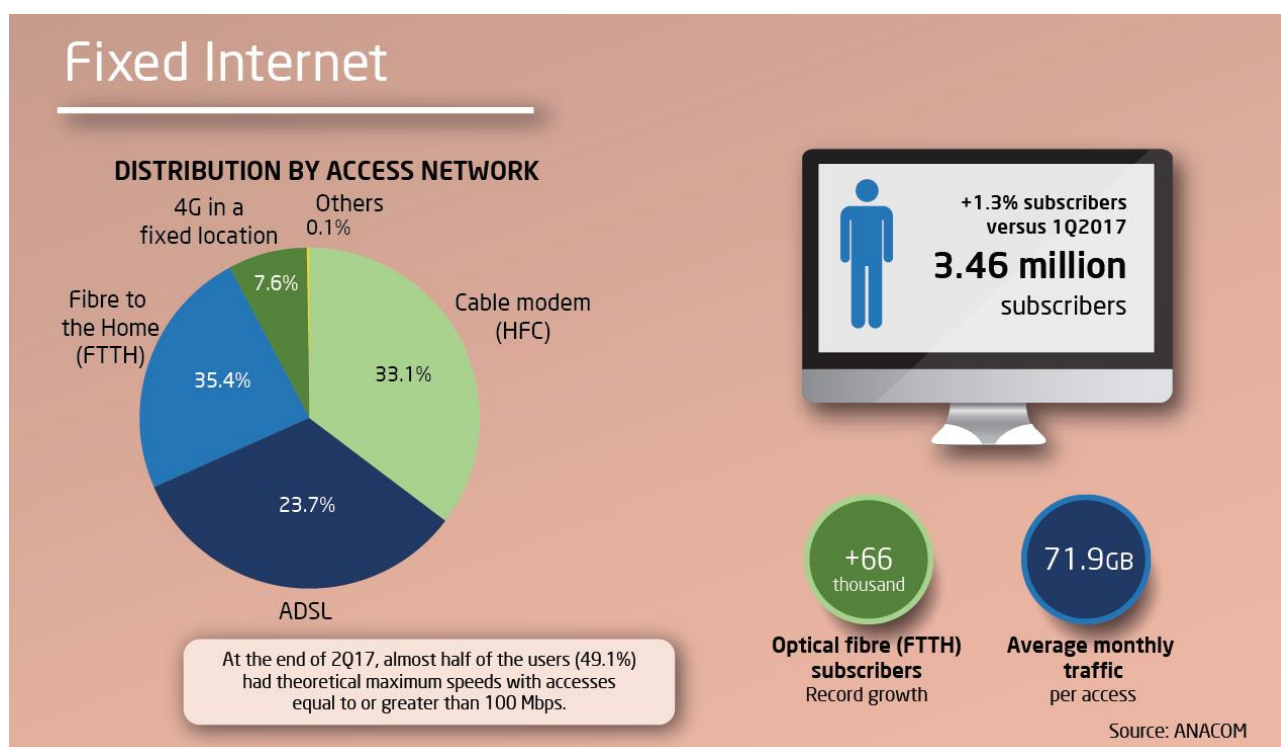 Fixed Internet
DISTRIBUTION BY ACCESS NETWORK
4G in a
fixed location
Others
0.1%
7.6%
Fibre to
the Home
(FTTH)
35.4%
Cable modem
(HFC)
33.1%
23.7%
ADSL
At the end of 2Q17, almost half of the users (49.1%)
had theoretical maximum speeds with accesses
equal to or greater than 100 Mbps.
+1.3% subscribers
versus 1Q2017
3.46 million
subscribers
+66
thousand
Optical fibre (FTTH)
subscribers
Record growth
71.9GB
Average monthly
traffic
per access
Source: ANACOM